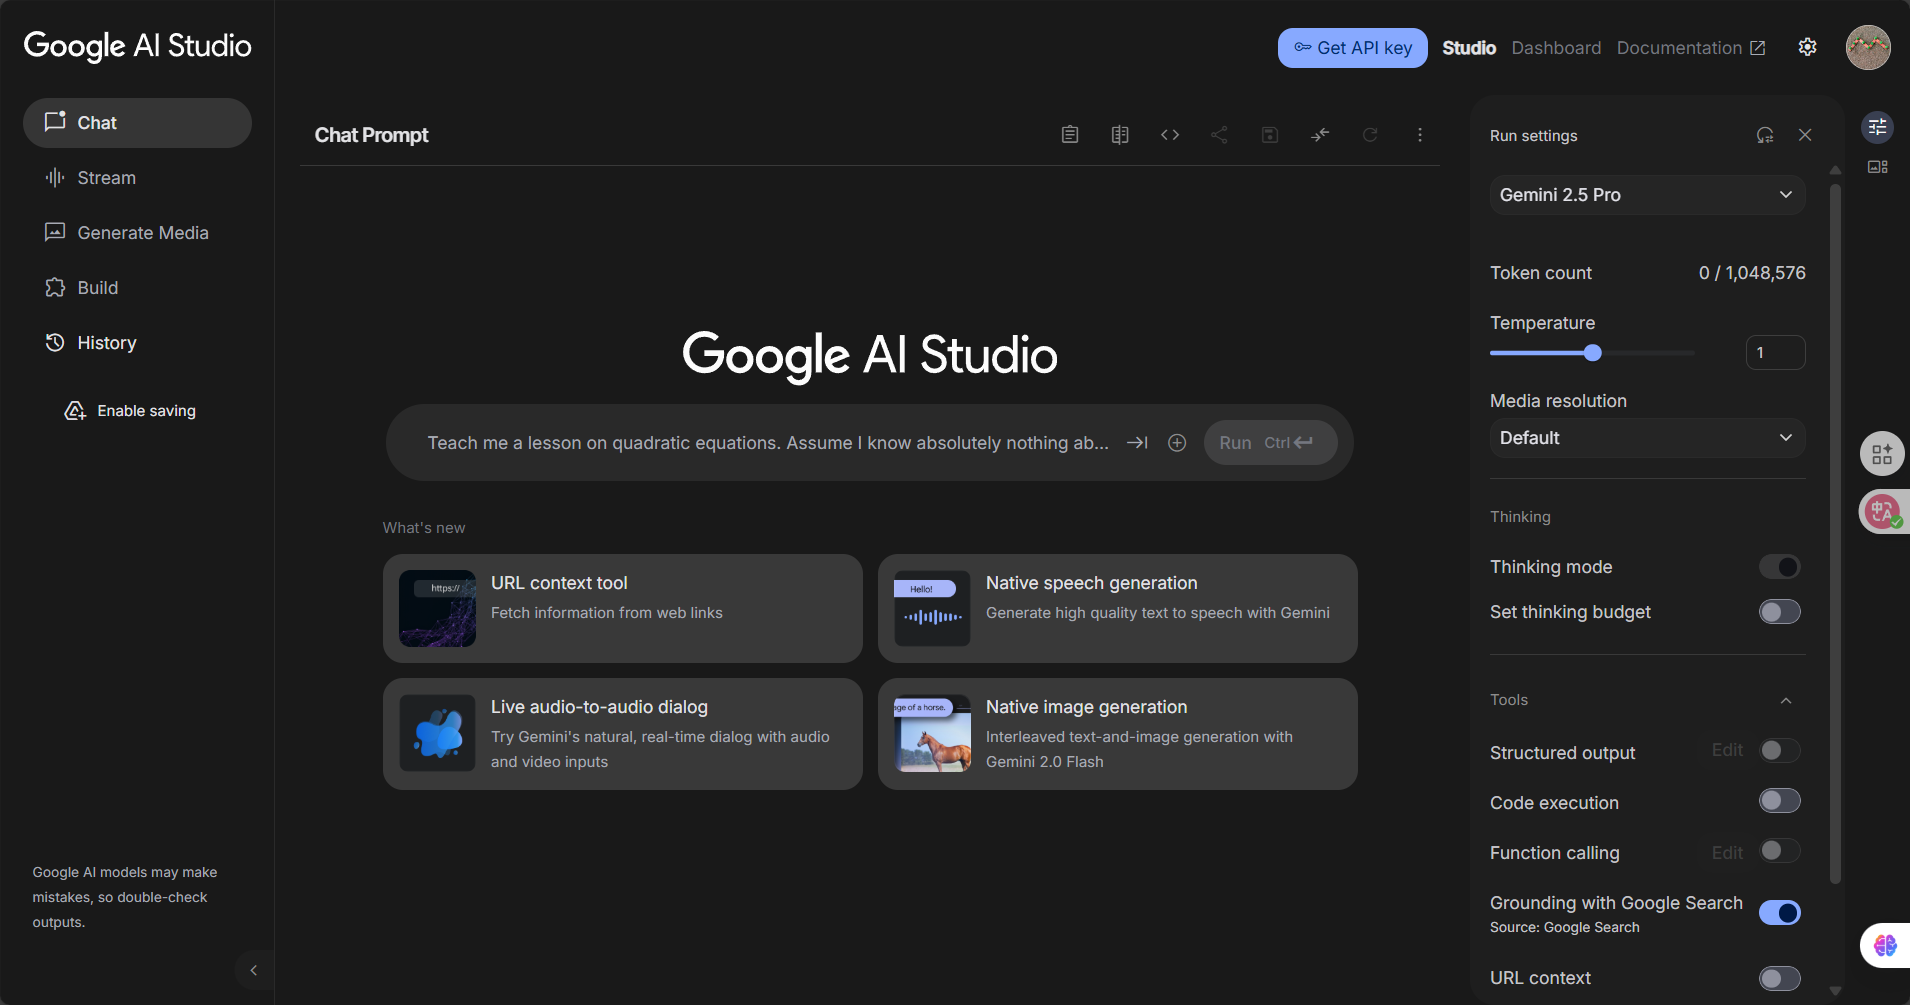 Google AI Studio
Get API key
Studio
Dashboard
Documentation
Chat
Stream
Generate Media
Build
History
Enable saving
Google AI models may make
mistakes, so double-check
outputs.
Chat Prompt
Google AI Studio
Teach me a lesson on quadratic equations. Assume I know absolutely nothing ab...
Run Ctrl
What's new
https://
URL context tool
Fetch information from web links
Hello!
Native speech generation
Generate high quality text to speech with Gemini
Live audio-to-audio dialog
Try Gemini's natural, real-time dialog with audio
and video inputs
age of a horse.
Native image generation
Interleaved text-and-image generation with
Gemini 2.0 Flash
Run settings
Gemini 2.5 Pro
Token count 0 / 1,048,576
Temperature
1
Media resolution
Default
Thinking
Thinking mode
Set thinking budget
Tools
Structured output Edit
Code execution
Function calling Edit
Grounding with Google Search
Source: Google Search
URL context
中A